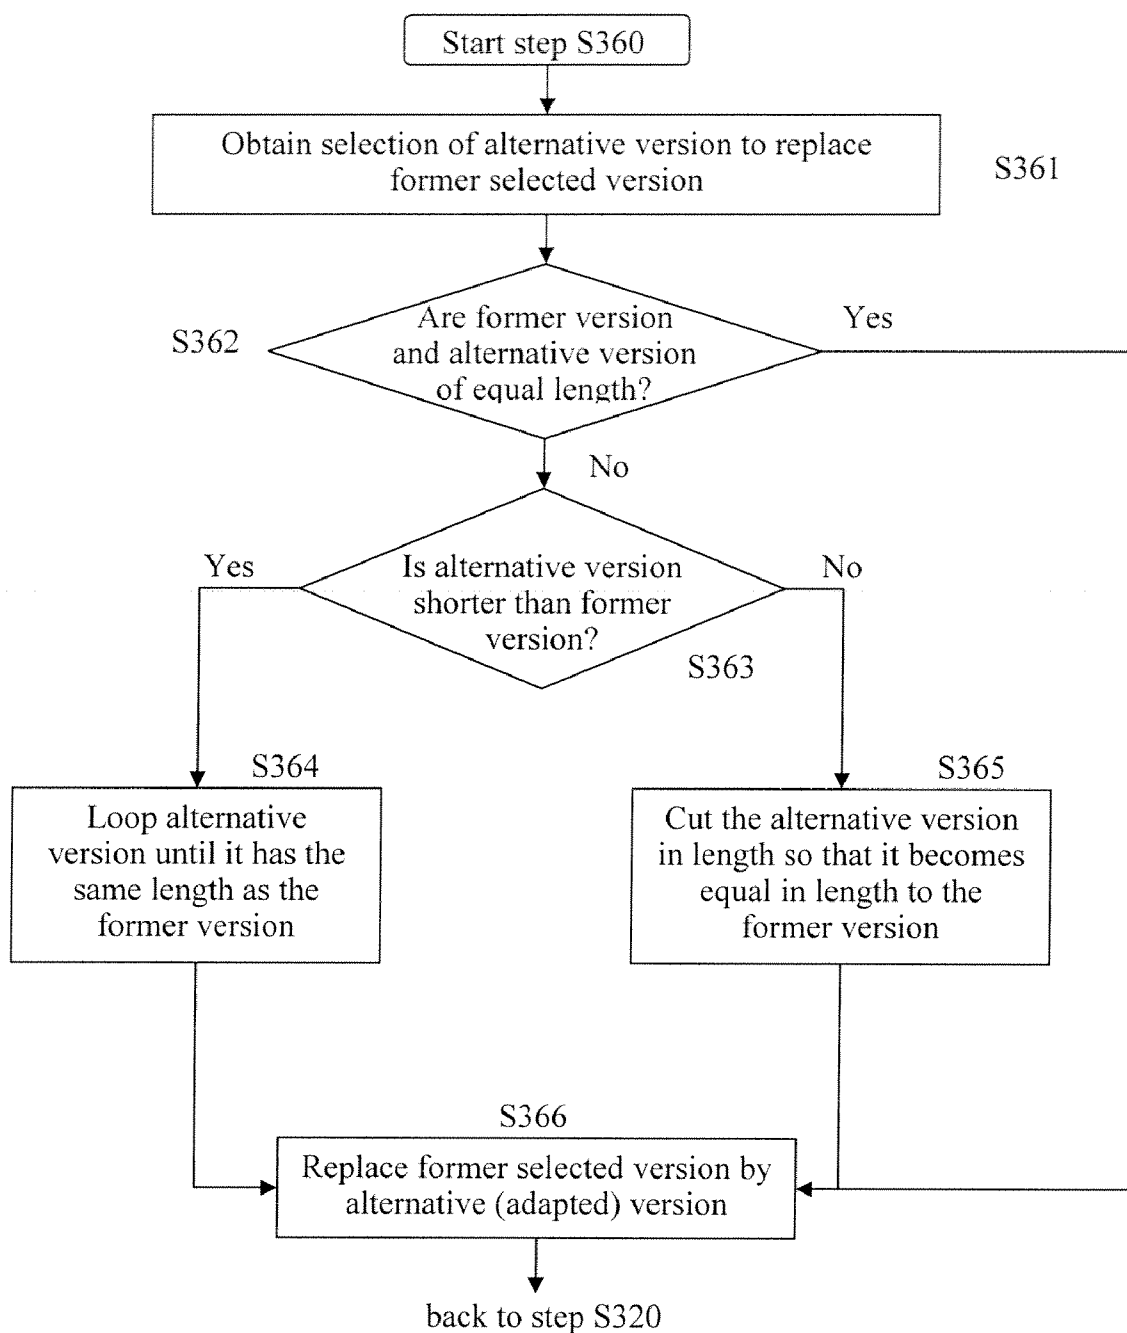 Start step S360
Obtain selection of alternative version to replace
former selected version
S361
Are former version
and alternative version
of equal length?
S362
Yes
No
Is alternative version
shorter than former
version?
Yes
No
S363
S364
Loop alternative
version until it has the
same length as the
former version
S365
Cut the alternative version
in length so that it becomes
equal in length to the
former version
S366
Replace former selected version by
alternative (adapted) version
back to step S320